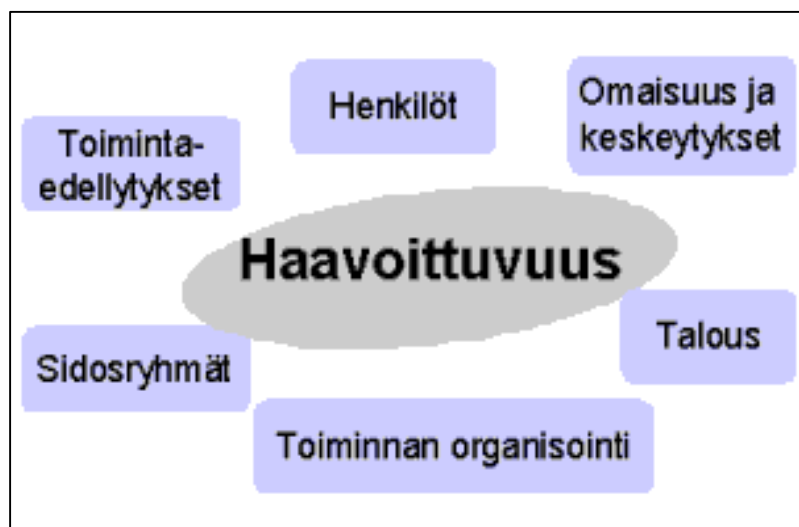 Henkilöt
Omaisuus ja
keskeytykset
Toiminta-
edellytykset
Haavoittuvuus
Talous
Sidosryhmät
Toiminnan organisointi